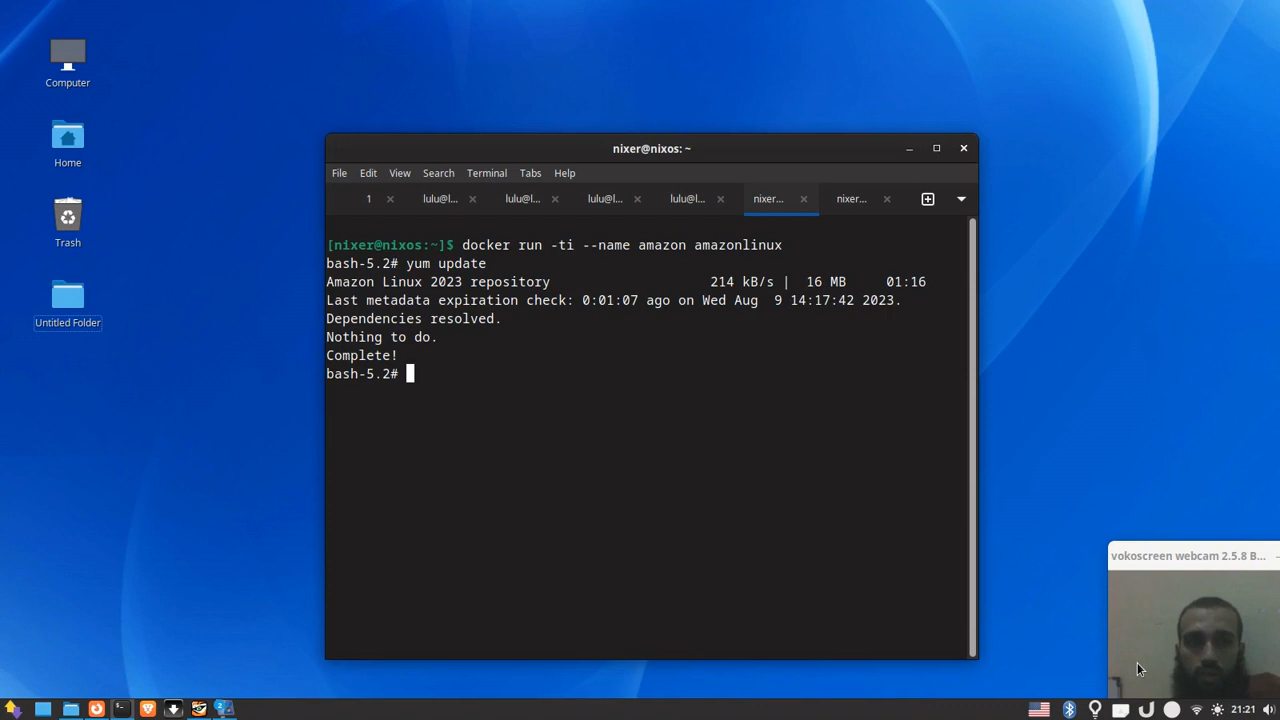 Computer
Home
Trash
Untitled Folder
nixer@nixos: ~
File Edit View Search Terminal Tabs Help
1 lulu@l... lulu@l... lulu@l... lulu@l... nixer... nixer...
[nixer@nixos:~]$ docker run -ti --name amazon amazonlinux
bash-5.2# yum update
Amazon Linux 2023 repository 214 kB/s | 16 MB 01:16
Last metadata expiration check: 0:01:07 ago on Wed Aug  9 14:17:42 2023.
Dependencies resolved.
Nothing to do.
Complete!
bash-5.2#
vokoscreen webcam 2.5.8 B...
21:21